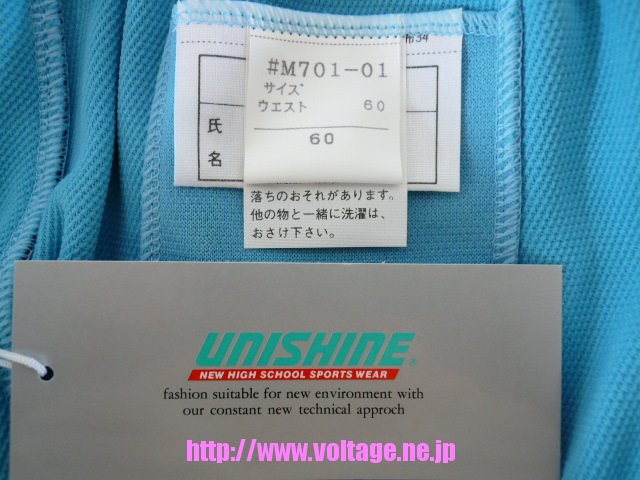 布34
#M701-01
サイズ
ウエスト 60
60
氏
名
落ちのおそれがあります。
他の物と一緒に洗濯は、
おさけ下さい。
UNISHINE®
NEW HIGH SCHOOL SPORTS WEAR
fashion suitable for new environment with
our constant new technical approch
http://www.voltage.ne.jp